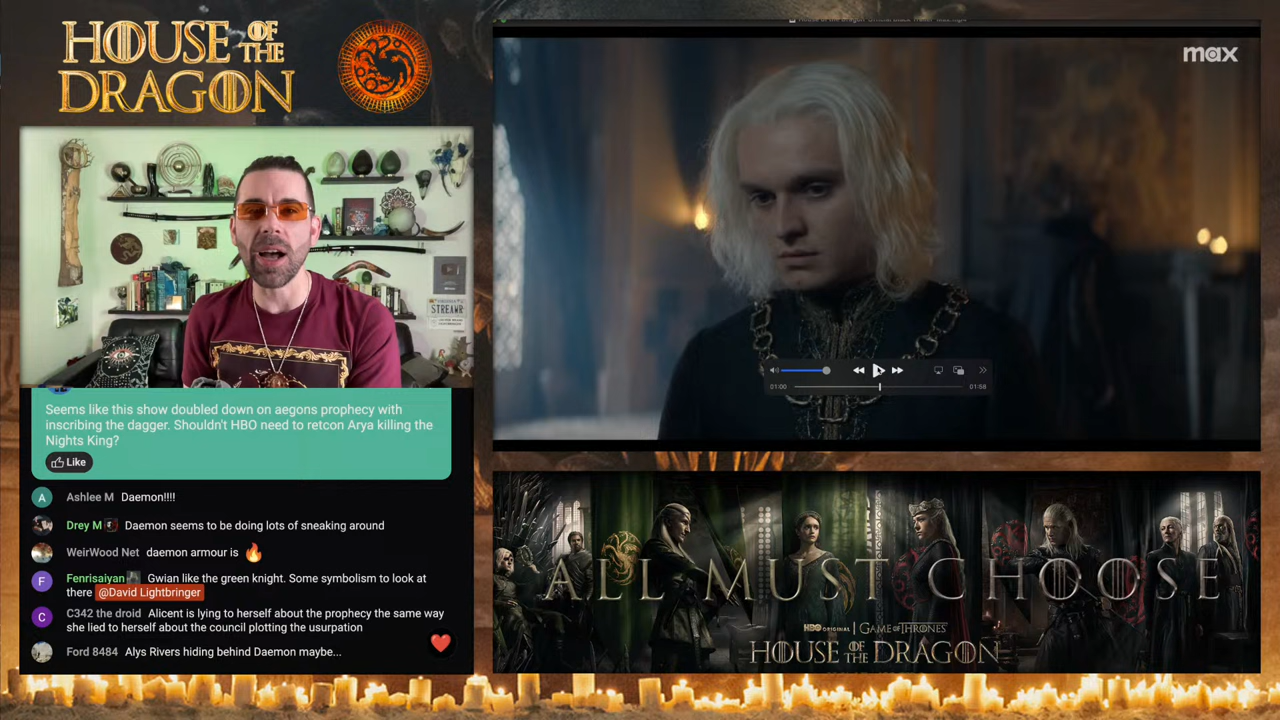 HOUSE OF THE
DRAGON
max
STREAWR
01:00
01:58
Seems like this show doubled down on aegons prophecy with
inscribing the dagger. Shouldn't HBO need to retcon Arya killing the
Nights King?
Like
A Ashlee M Daemon!!!!
Drey M Daemon seems to be doing lots of sneaking around
WeirWood Net daemon armour is 🔥
F Fenrisaiyan Gwian like the green knight. Some symbolism to look at
there @David Lightbringer
C C342 the droid Alicent is lying to herself about the prophecy the same way
she lied to herself about the council plotting the usurpation
Ford 8484 Alys Rivers hiding behind Daemon maybe...
ALL MUST CHOOSE
HBO ORIGINAL | GAME OF THRONES
HOUSE OF THE DRAGON